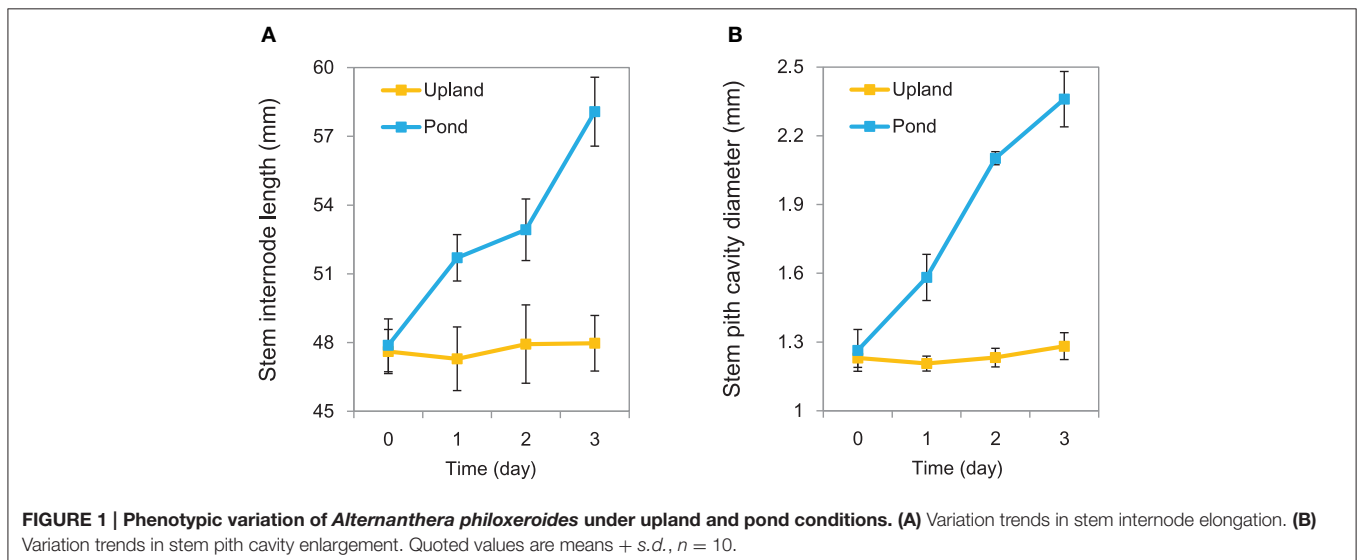 A
Stem internode length (mm)
60
57
54
51
48
45
Upland
Pond
0 1 2 3
Time (day)
B
Stem pith cavity diameter (mm)
2.5
2.2
1.9
1.6
1.3
1
Upland
Pond
0 1 2 3
Time (day)
FIGURE 1 | Phenotypic variation of Alternanthera philoxeroides under upland and pond conditions. (A) Variation trends in stem internode elongation. (B)
Variation trends in stem pith cavity enlargement. Quoted values are means + s.d., n = 10.